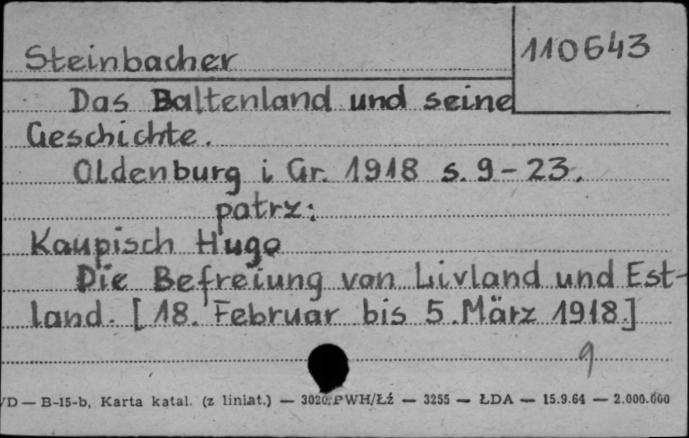 Steinbacher
110643
Das Baltenland und seine
Geschichte.
Oldenburg i Gr. 1918 s. 9-23.
patrz:
Kaupisch Hugo
Die Befreiung von Livland und Est-
land. [18. Februar bis 5. März 1918.]
9
VD — B-15-b, Karta katal. (z liniat.) — 3020/PWH/Łź — 3255 — ŁDA — 15.9.64 — 2.000.000